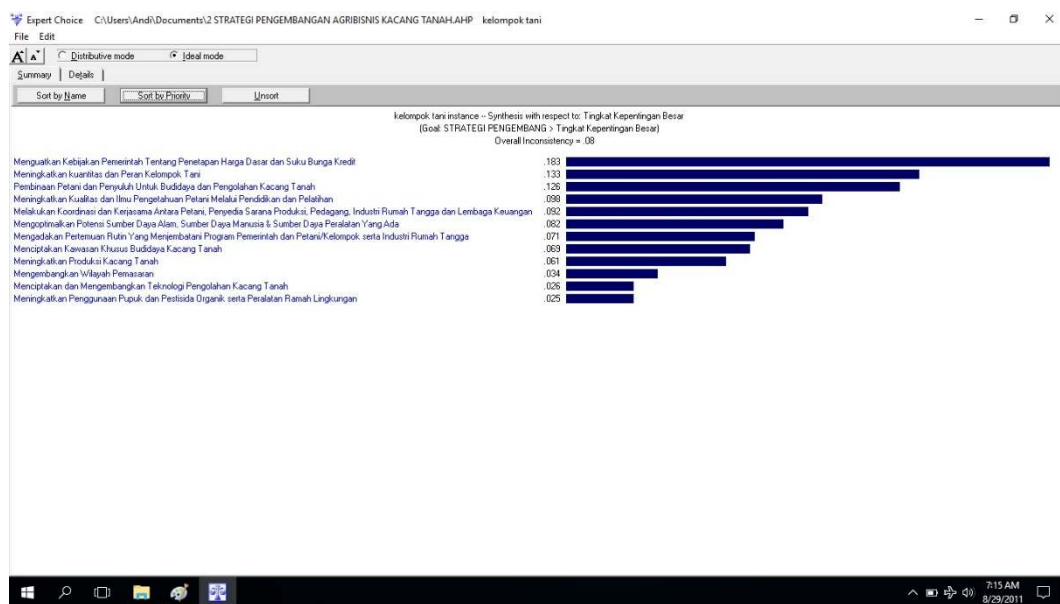 Expert Choice C:\Users\Andi\Documents\2 STRATEGI PENGEMBANGAN AGRIBISNIS KACANG TANAH.AHP kelompok tani
File Edit
A A Distributive mode Ideal mode
Summary Details
Sort by Name Sort by Priority Unsort
kelompok tani instance -- Synthesis with respect to: Tingkat Kepentingan Besar
(Goal: STRATEGI PENGEMBANG > Tingkat Kepentingan Besar)
Overall Inconsistency = .08
Menguatkan Kebijakan Pemerintah Tentang Penetapan Harga Dasar dan Suku Bunga Kredit .183
Meningkatkan kuantitas dan Peran Kelompok Tani .133
Pembinaan Petani dan Penyuluh Untuk Budidaya dan Pengolahan Kacang Tanah .126
Meningkatkan Kualitas dan Ilmu Pengetahuan Petani Melalui Pendidikan dan Pelatihan .098
Melakukan Koordinasi dan Kerjasama Antara Petani, Penyedia Sarana Produksi, Pedagang, Industri Rumah Tangga dan Lembaga Keuangan .092
Mengoptimalkan Potensi Sumber Daya Alam, Sumber Daya Manusia & Sumber Daya Peralatan Yang Ada .082
Mengadakan Pertemuan Rutin Yang Menjembatani Program Pemerintah dan Petani/Kelompok serta Industri Rumah Tangga .071
Menciptakan Kawasan Khusus Budidaya Kacang Tanah .069
Meningkatkan Produksi Kacang Tanah .061
Mengembangkan Wilayah Pemasaran .034
Menciptakan dan Mengembangkan Teknologi Pengolahan Kacang Tanah .026
Meningkatkan Penggunaan Pupuk dan Pestisida Organik serta Peralatan Ramah Lingkungan .025
7:15 AM
8/29/2011